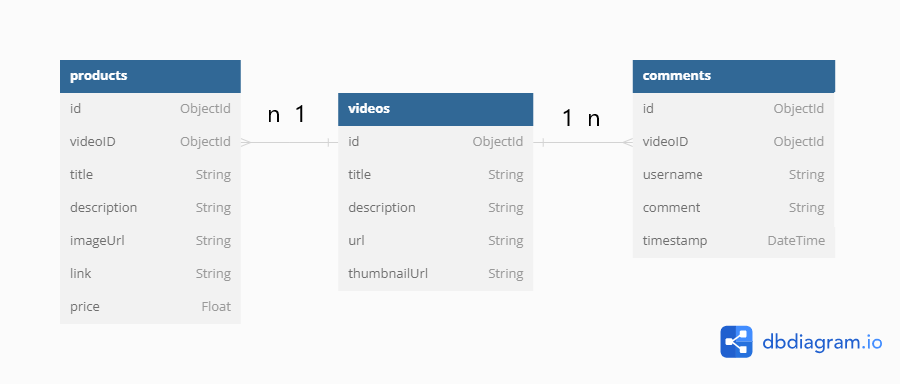 products
id ObjectId
videoID ObjectId
title String
description String
imageUrl String
link String
price Float
n 1
videos
id ObjectId
title String
description String
url String
thumbnailUrl String
1 n
comments
id ObjectId
videoID ObjectId
username String
comment String
timestamp DateTime
dbdiagram.io